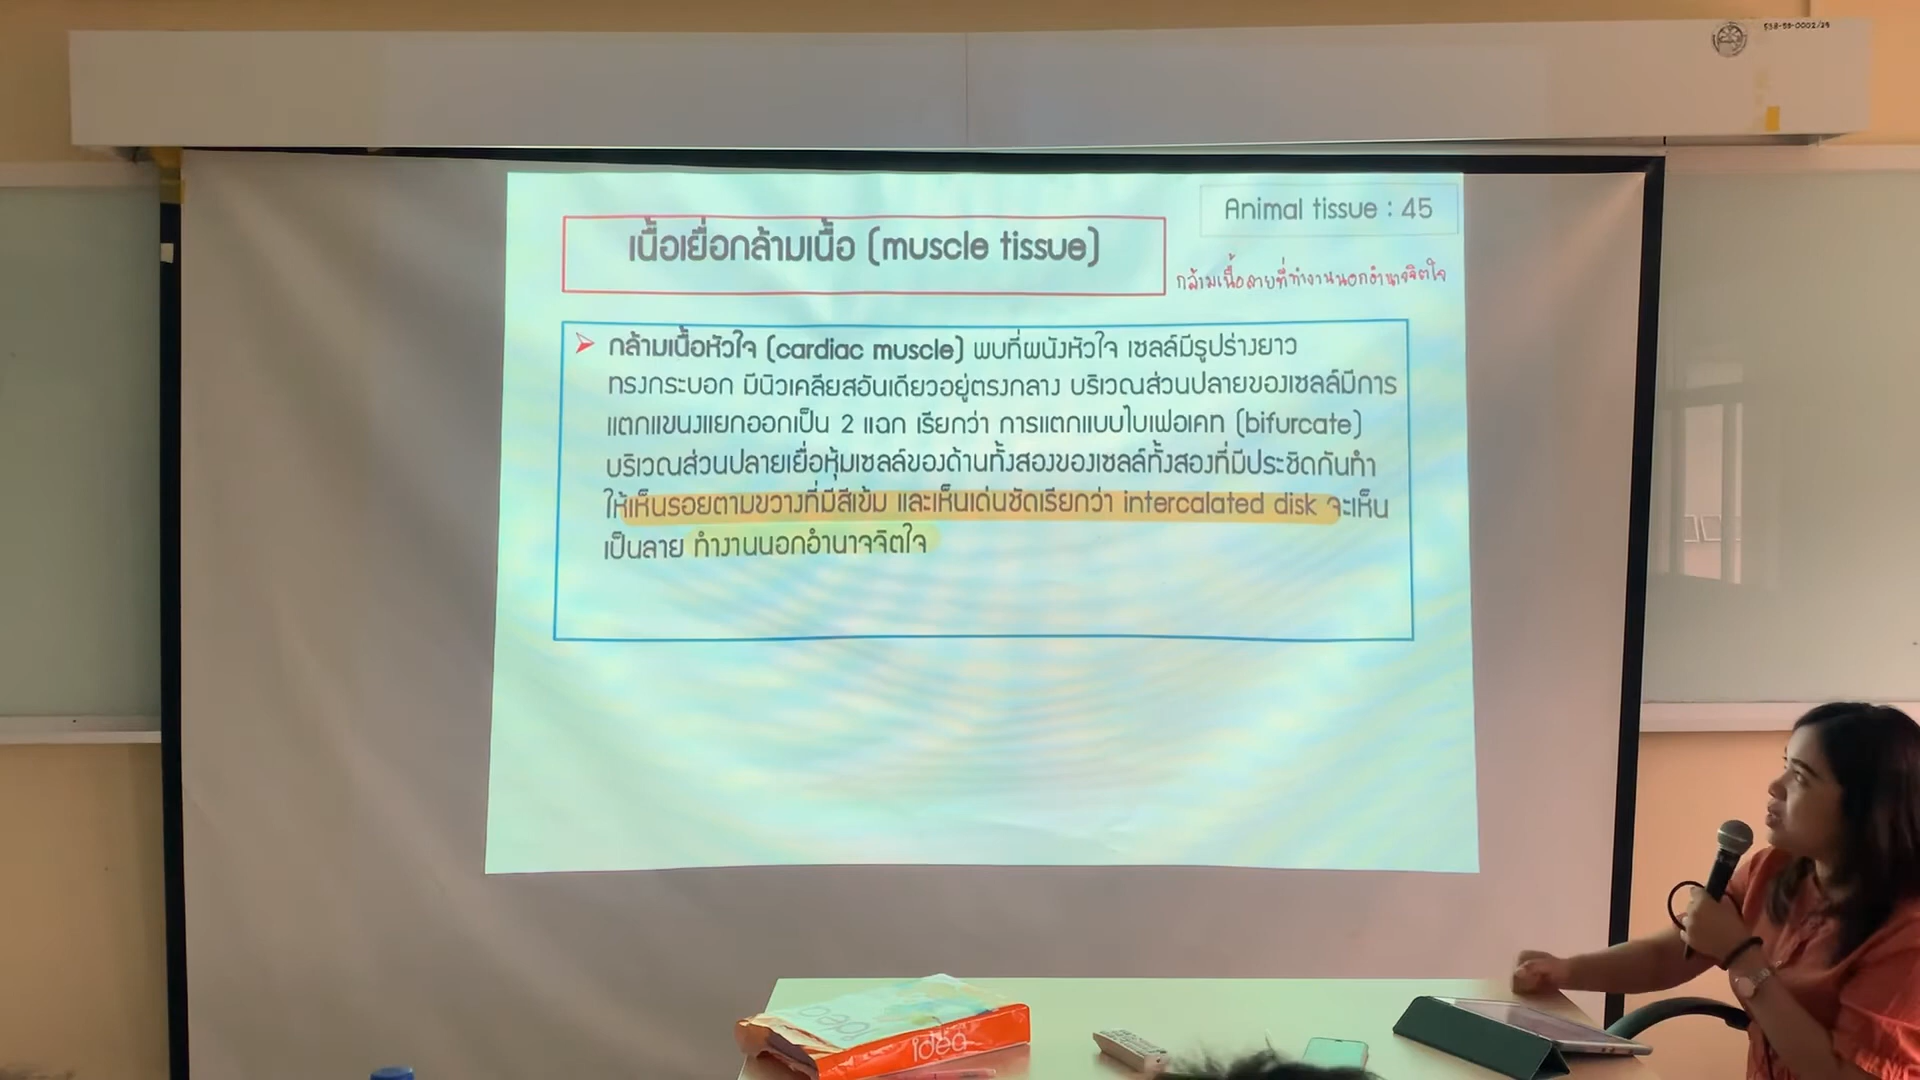 538-50-0002/25
Animal tissue : 45
เนื้อเยื่อกล้ามเนื้อ (muscle tissue)
กล้ามเนื้อลายที่ทำงานนอกอำนาจจิตใจ
กล้ามเนื้อหัวใจ (cardiac muscle) พบที่ผนังหัวใจ เซลล์มีรูปร่างยาว
ทรงกระบอก มีนิวเคลียสอันเดียวอยู่ตรงกลาง บริเวณส่วนปลายของเซลล์มีการ
แตกแขนงแยกออกเป็น 2 แฉก เรียกว่า การแตกแบบไบเฟอเคท (bifurcate)
บริเวณส่วนปลายเยื่อหุ้มเซลล์ของด้านทั้งสองของเซลล์ทั้งสองที่มีประชิดกันทำ
ให้เห็นรอยตามขวางที่มีสีเข้ม และเห็นเด่นชัดเรียกว่า intercalated disk จะเห็น
เป็นลาย ทำงานนอกอำนาจจิตใจ
idea
idea